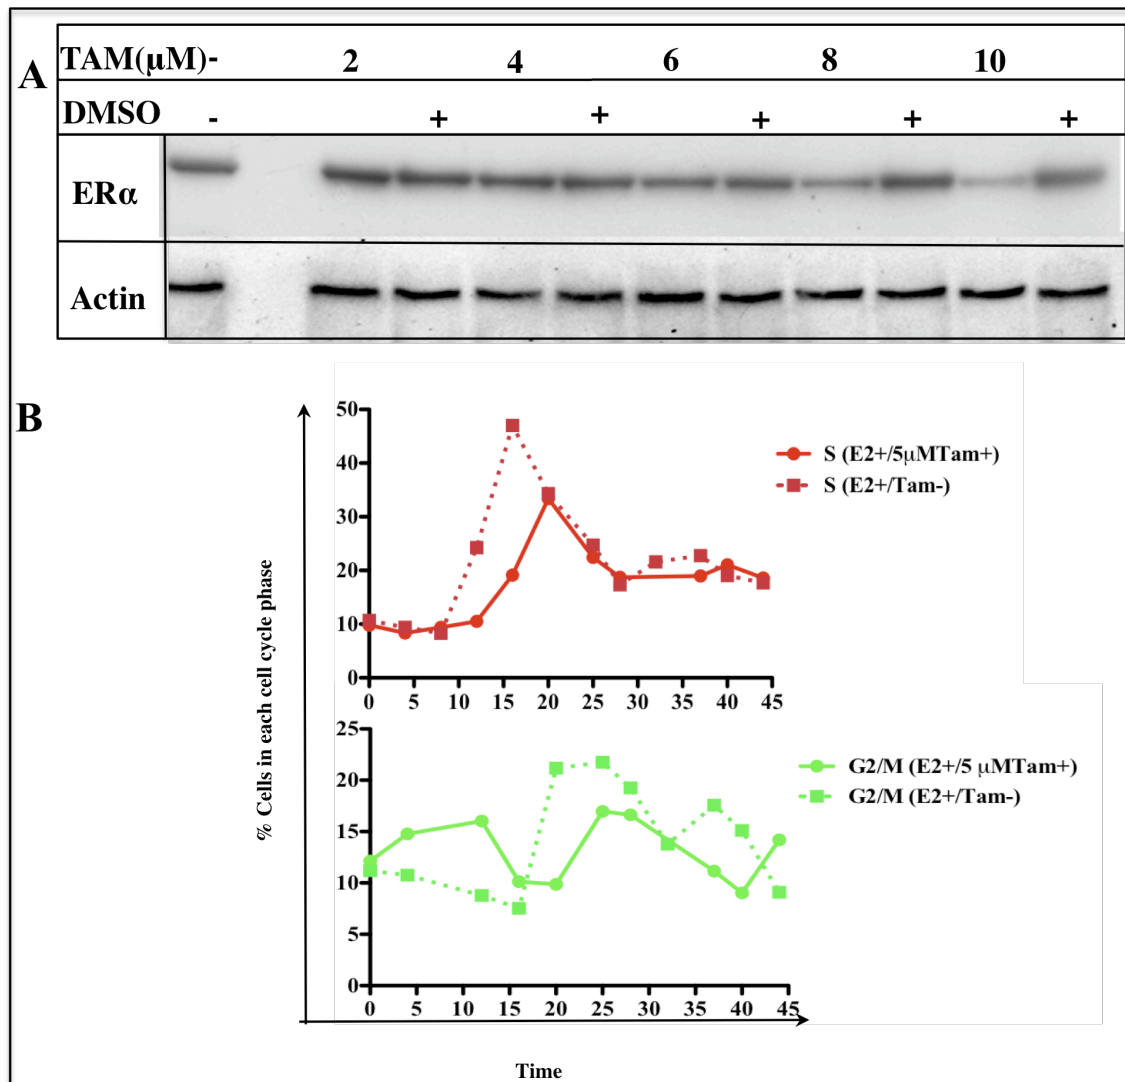 A
TAM(μM)- 2 4 6 8 10
DMSO - + + + + +
ERα
Actin
B
% Cells in each cell cycle phase
50
40
30
20
10
0
0 5 10 15 20 25 30 35 40 45
S (E2+/5μMTam+)
S (E2+/Tam-)
25
20
15
10
5
0
0 5 10 15 20 25 30 35 40 45
G2/M (E2+/5 μMTam+)
G2/M (E2+/Tam-)
Time